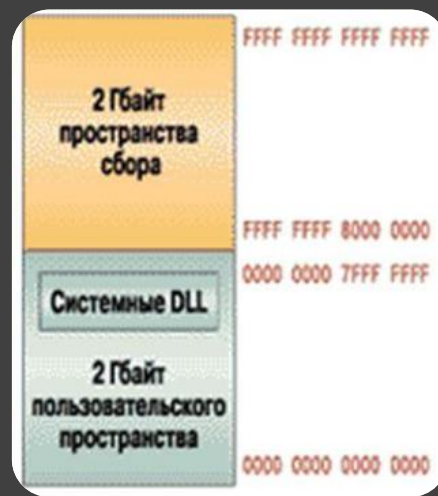 FFFF FFFF FFFF FFFF
2 Гбайт
пространства
сбора
FFFF FFFF 8000 0000
0000 0000 7FFF FFFF
Системные DLL
2 Гбайт
пользовательского
пространства
0000 0000 0000 0000